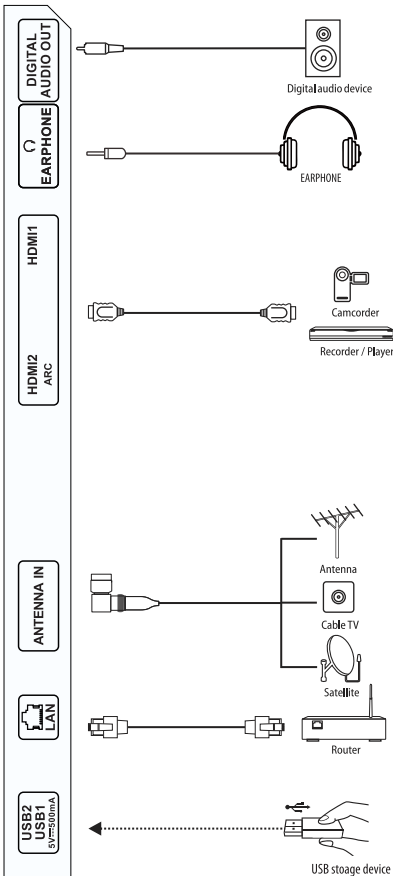 DIGITAL
AUDIO OUT
Digital audio device
EARPHONE
EARPHONE
HDMI1
HDMI2
ARC
Camcorder
Recorder / Player
ANTENNA IN
Antenna
Cable TV
Satellite
LAN
Router
USB2
USB1
5V⎓500mA
USB stoage device